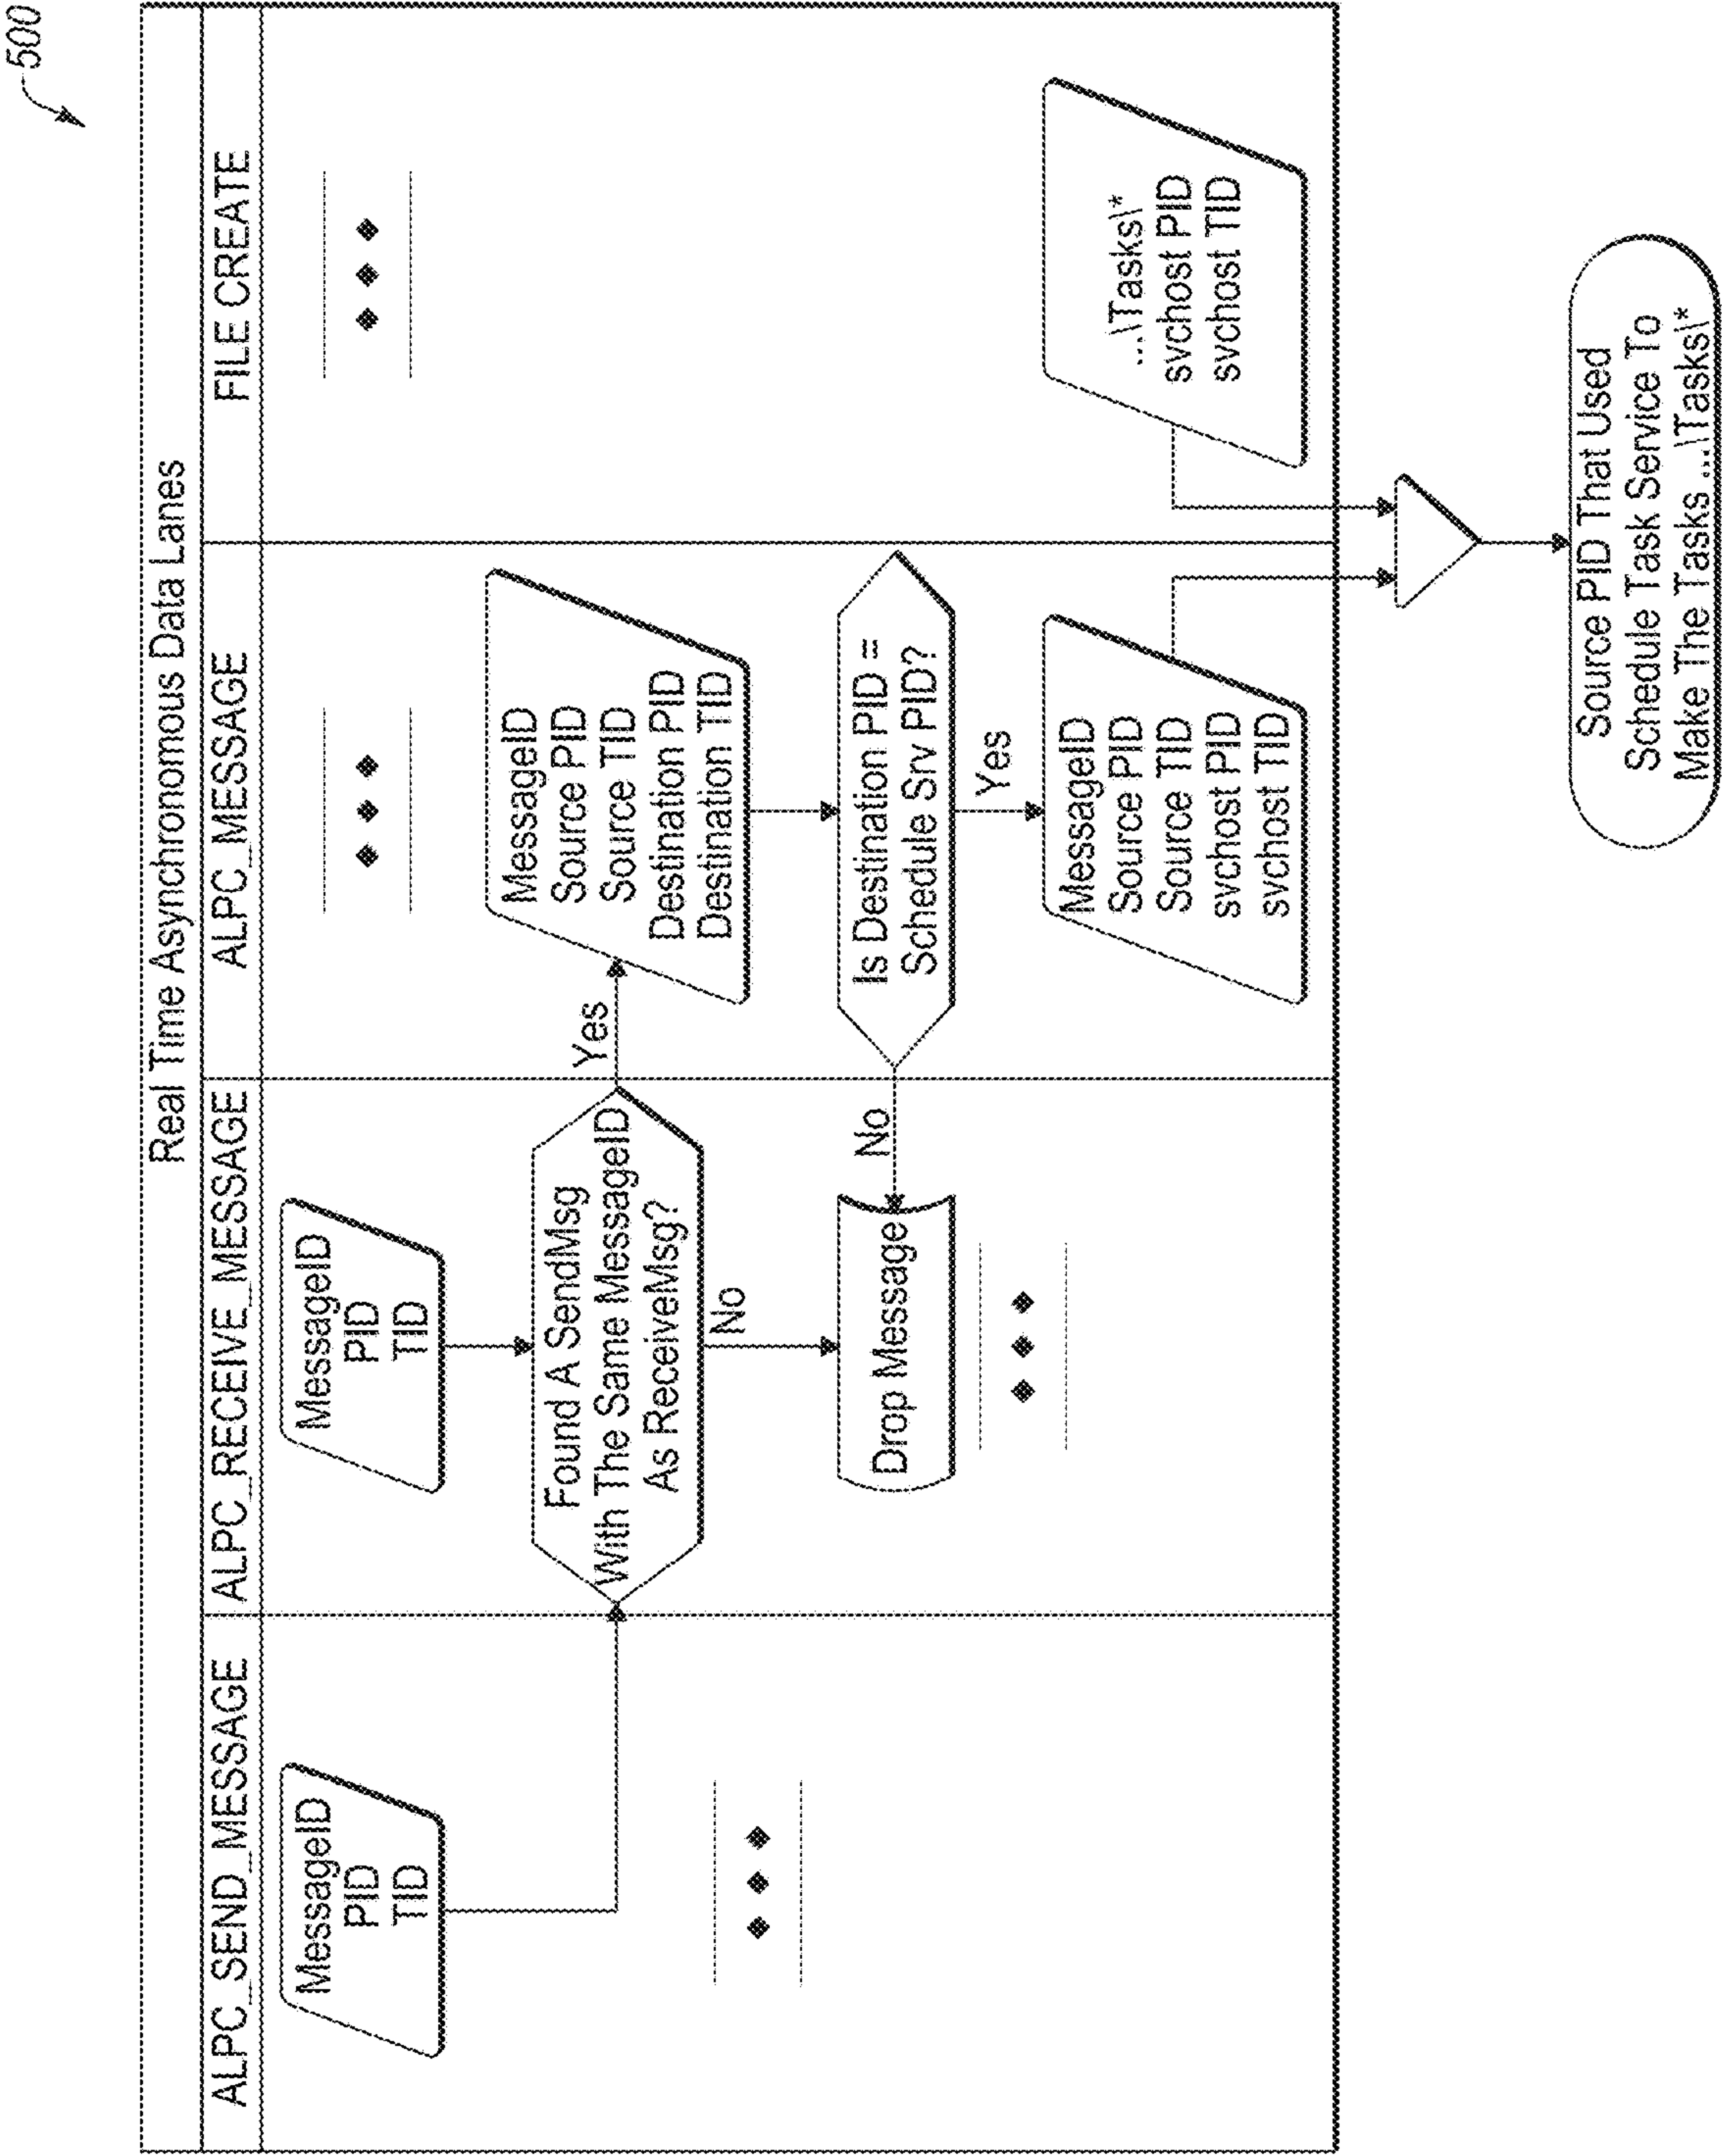 500
Real Time Asynchronomous Data Lanes
ALPC_SEND_MESSAGE
ALPC_RECEIVE_MESSAGE
ALPC_MESSAGE
FILE CREATE
MessageID
PID
TID
MessageID
PID
TID
Found A SendMsg
With The Same MessageID
As ReceiveMsg?
Yes
No
MessageID
Source PID
Source TID
Destination PID
Destination TID
Is Destination PID =
Schedule Srv PID?
No
Yes
Drop Message
MessageID
Source PID
Source TID
svchost PID
svchost TID
...\Tasks\*
svchost PID
svchost TID
Source PID That Used
Schedule Task Service To
Make The Tasks ...\Tasks\*